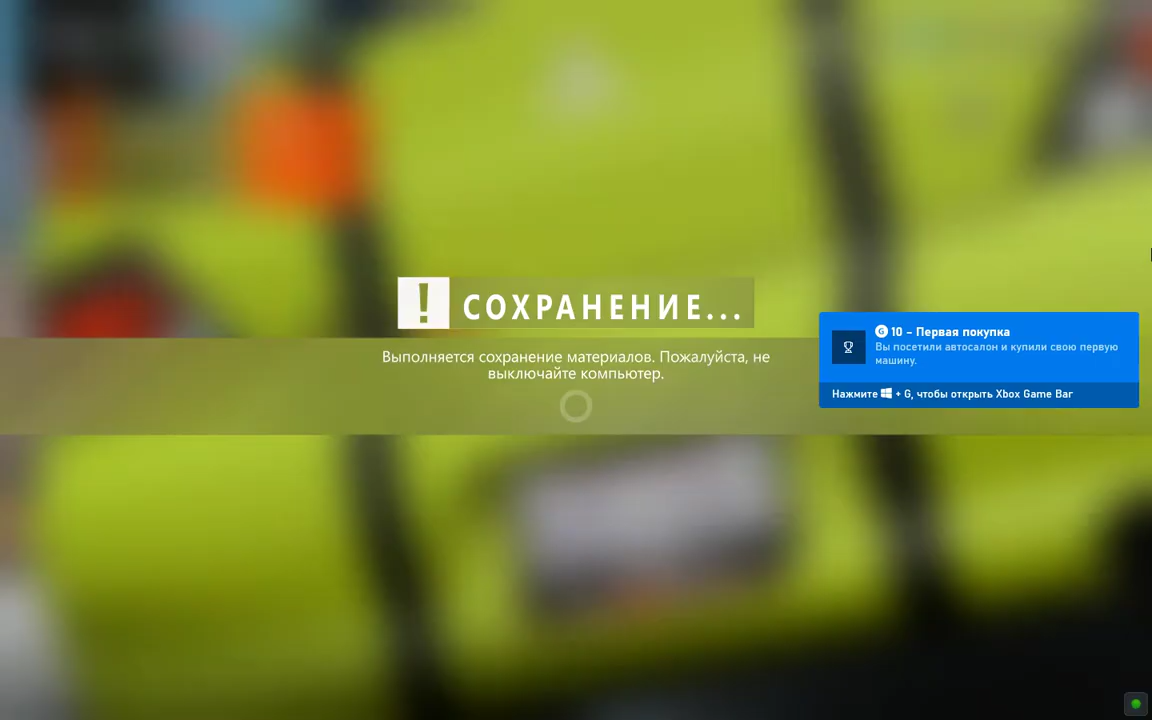 ! СОХРАНЕНИЕ...
Выполняется сохранение материалов. Пожалуйста, не
выключайте компьютер.
G 10 – Первая покупка
Вы посетили автосалон и купили свою первую
машину.
Нажмите + G, чтобы открыть Xbox Game Bar